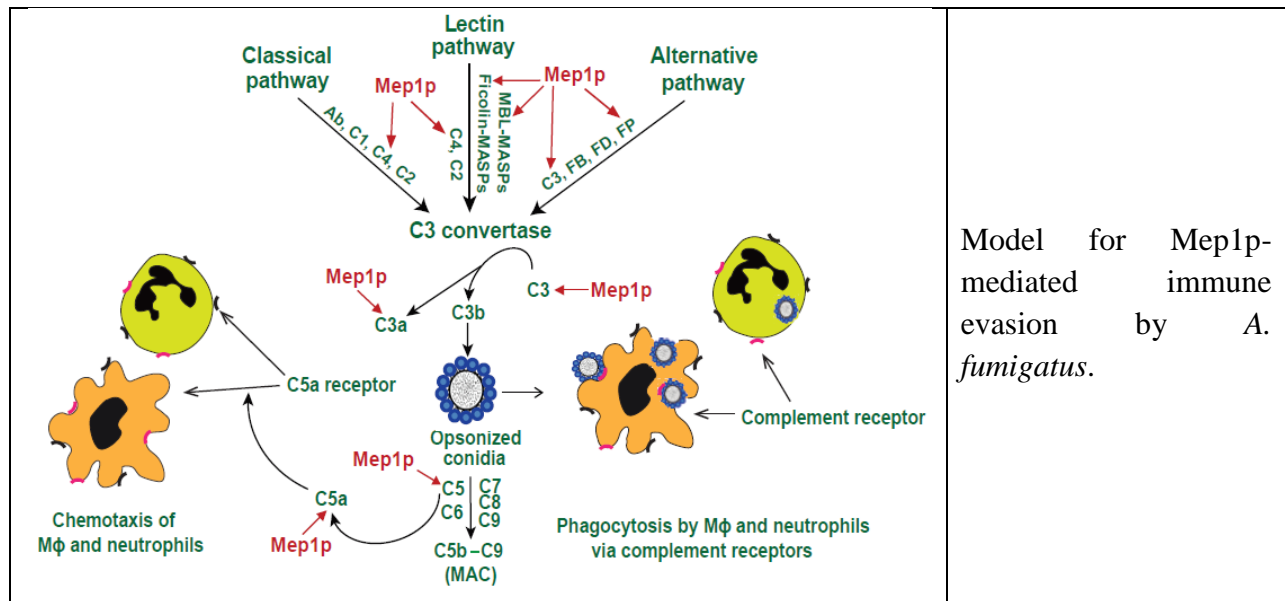 Lectin
pathway
Classical
pathway
Alternative
pathway
Mep1p
Mep1p
Ab, C1, C4, C2
C4, C2
Ficolin-MASPs
MBL-MASPs
C3, FB, FD, FP
C3 convertase
Mep1p
C3 Mep1p
C3a
C3b
C5a receptor
Complement receptor
Opsonized
conidia
Mep1p
C5 C7
C6 C8
C9
C5a
Mep1p
C5b–C9
(MAC)
Chemotaxis of
Mϕ and neutrophils
Phagocytosis by Mϕ and neutrophils
via complement receptors
Model for Mep1p-
mediated immune
evasion by A.
fumigatus.